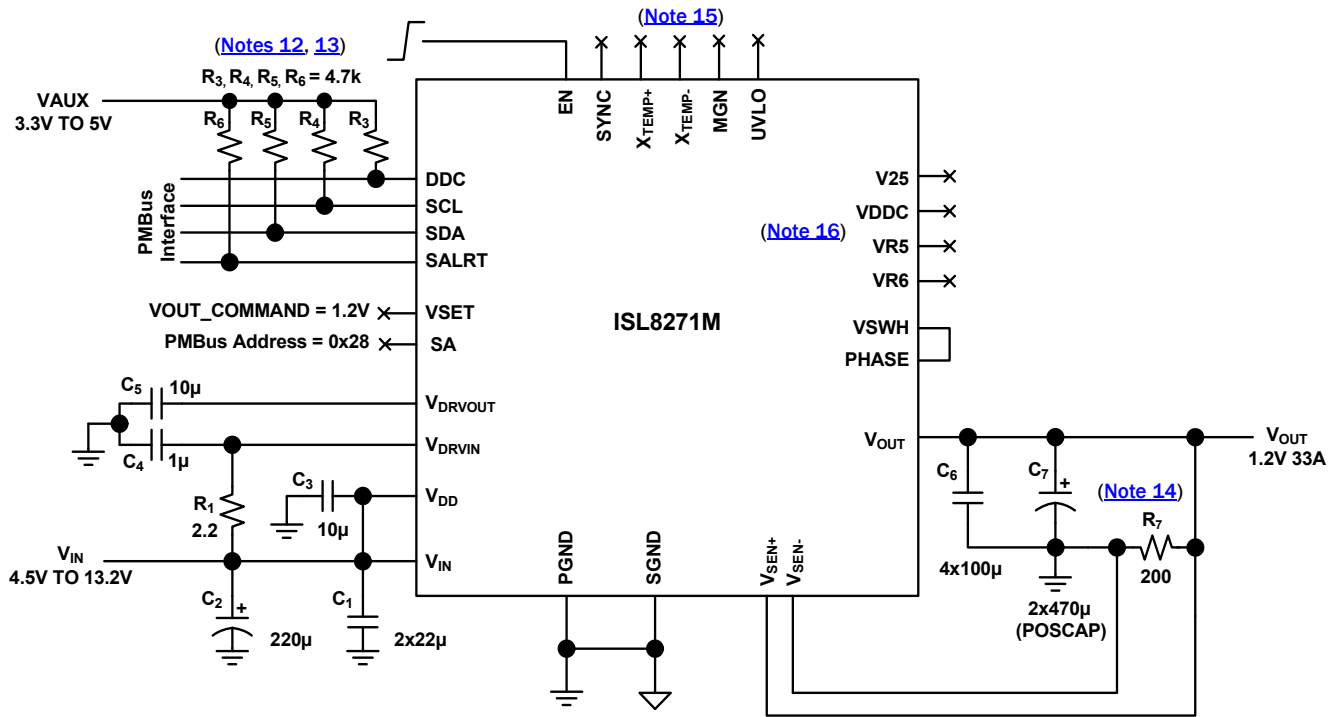 (Note 15)
(Notes 12, 13)
R3, R4, R5, R6 = 4.7k
VAUX
3.3V TO 5V
R6
R5
R4
R3
EN
SYNC
XTEMP+
XTEMP-
MGN
UVLO
PMBus
Interface
DDC
SCL
SDA
SALRT
V25
VDDC
(Note 16)
VR5
VR6
VOUT_COMMAND = 1.2V
VSET
ISL8271M
VSWH
PMBus Address = 0x28
SA
PHASE
C5
10µ
VDRVOUT
VDRVIN
C4
1µ
VOUT
VOUT
1.2V 33A
C3
10µ
VDD
R1
2.2
C6
C7
+
(Note 14)
R7
200
VIN
4.5V TO 13.2V
VIN
PGND
SGND
VSEN+
VSEN-
4x100µ
2x470µ
(POSCAP)
C2
+
220µ
C1
2x22µ